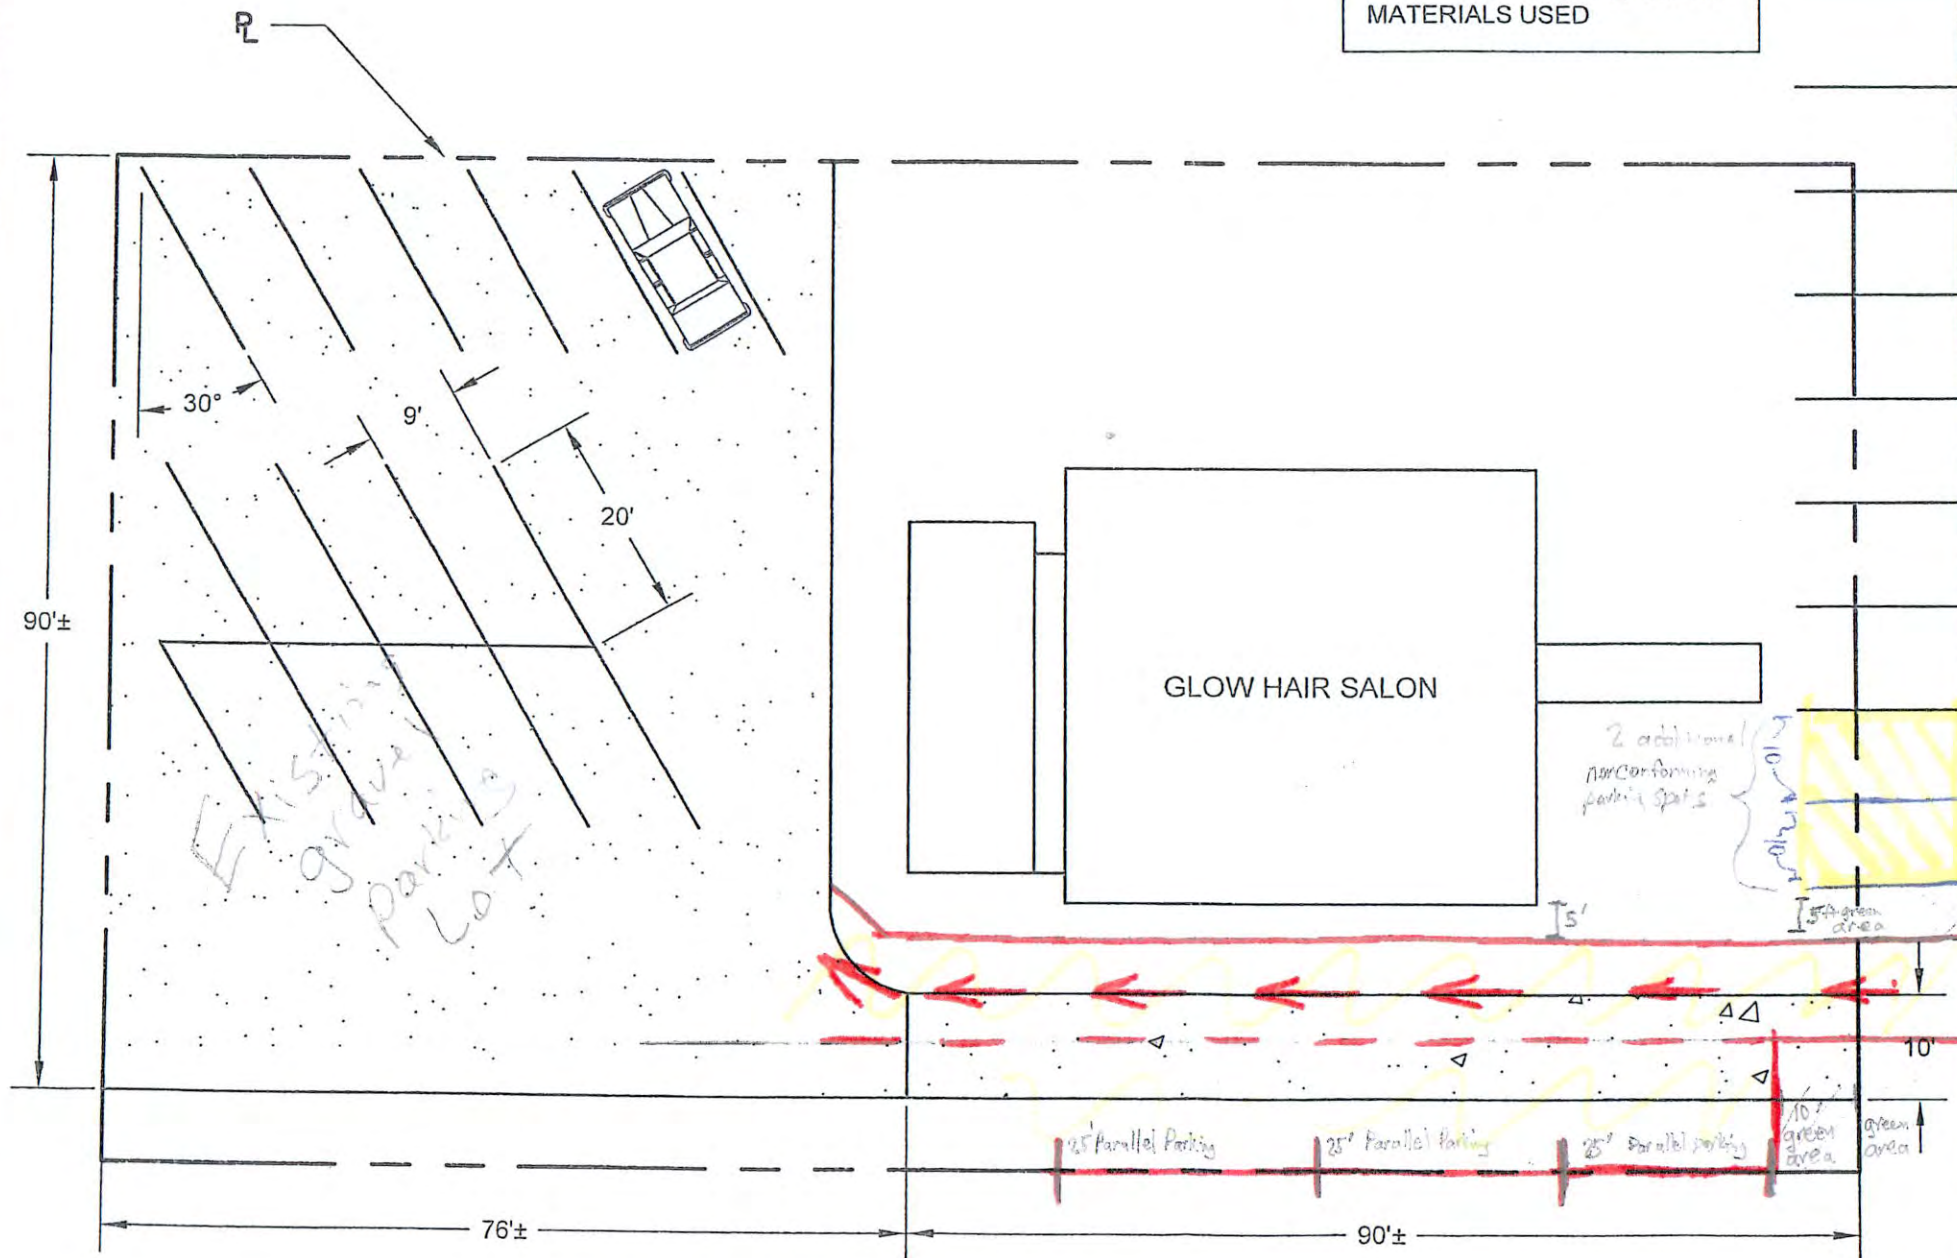 PL
MATERIALS USED
30°
9'
20'
90'±
GLOW HAIR SALON
Existing
gravel
parking
Lot
2 additional
nonconforming
parking spots
10'
10'
5'
5ft green
area
10'
25' Parallel Parking
25' Parallel Parking
25' Parallel parking
10'
green
area
green
area
76'±
90'±